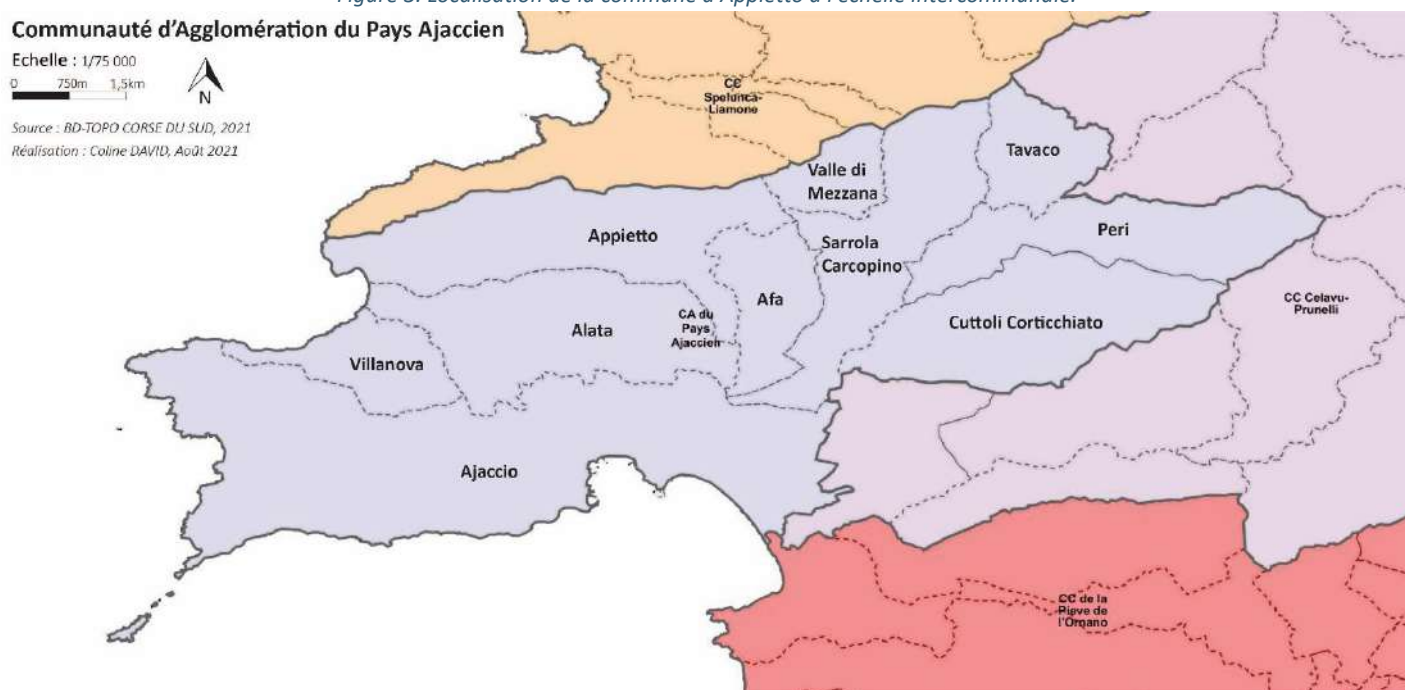 Figure 3: Localisation de la commune d'Appietto à l'échelle intercommunale.
Communauté d'Agglomération du Pays Ajaccien
Echelle : 1/75 000
0 750m 1,5km
N
Source : BD-TOPO CORSE DU SUD, 2021
Réalisation : Coline DAVID, Août 2021
CC
Spelunca-
Liamone
Tavaco
Valle di
Mezzana
Appietto
Peri
Sarrola
Carcopino
Afa
CC Celavu-
Prunelli
CA du
Pays
Ajaccien
Alata
Cuttoli Corticchiato
Villanova
Ajaccio
CC de la
Pieve de
l'Ornano